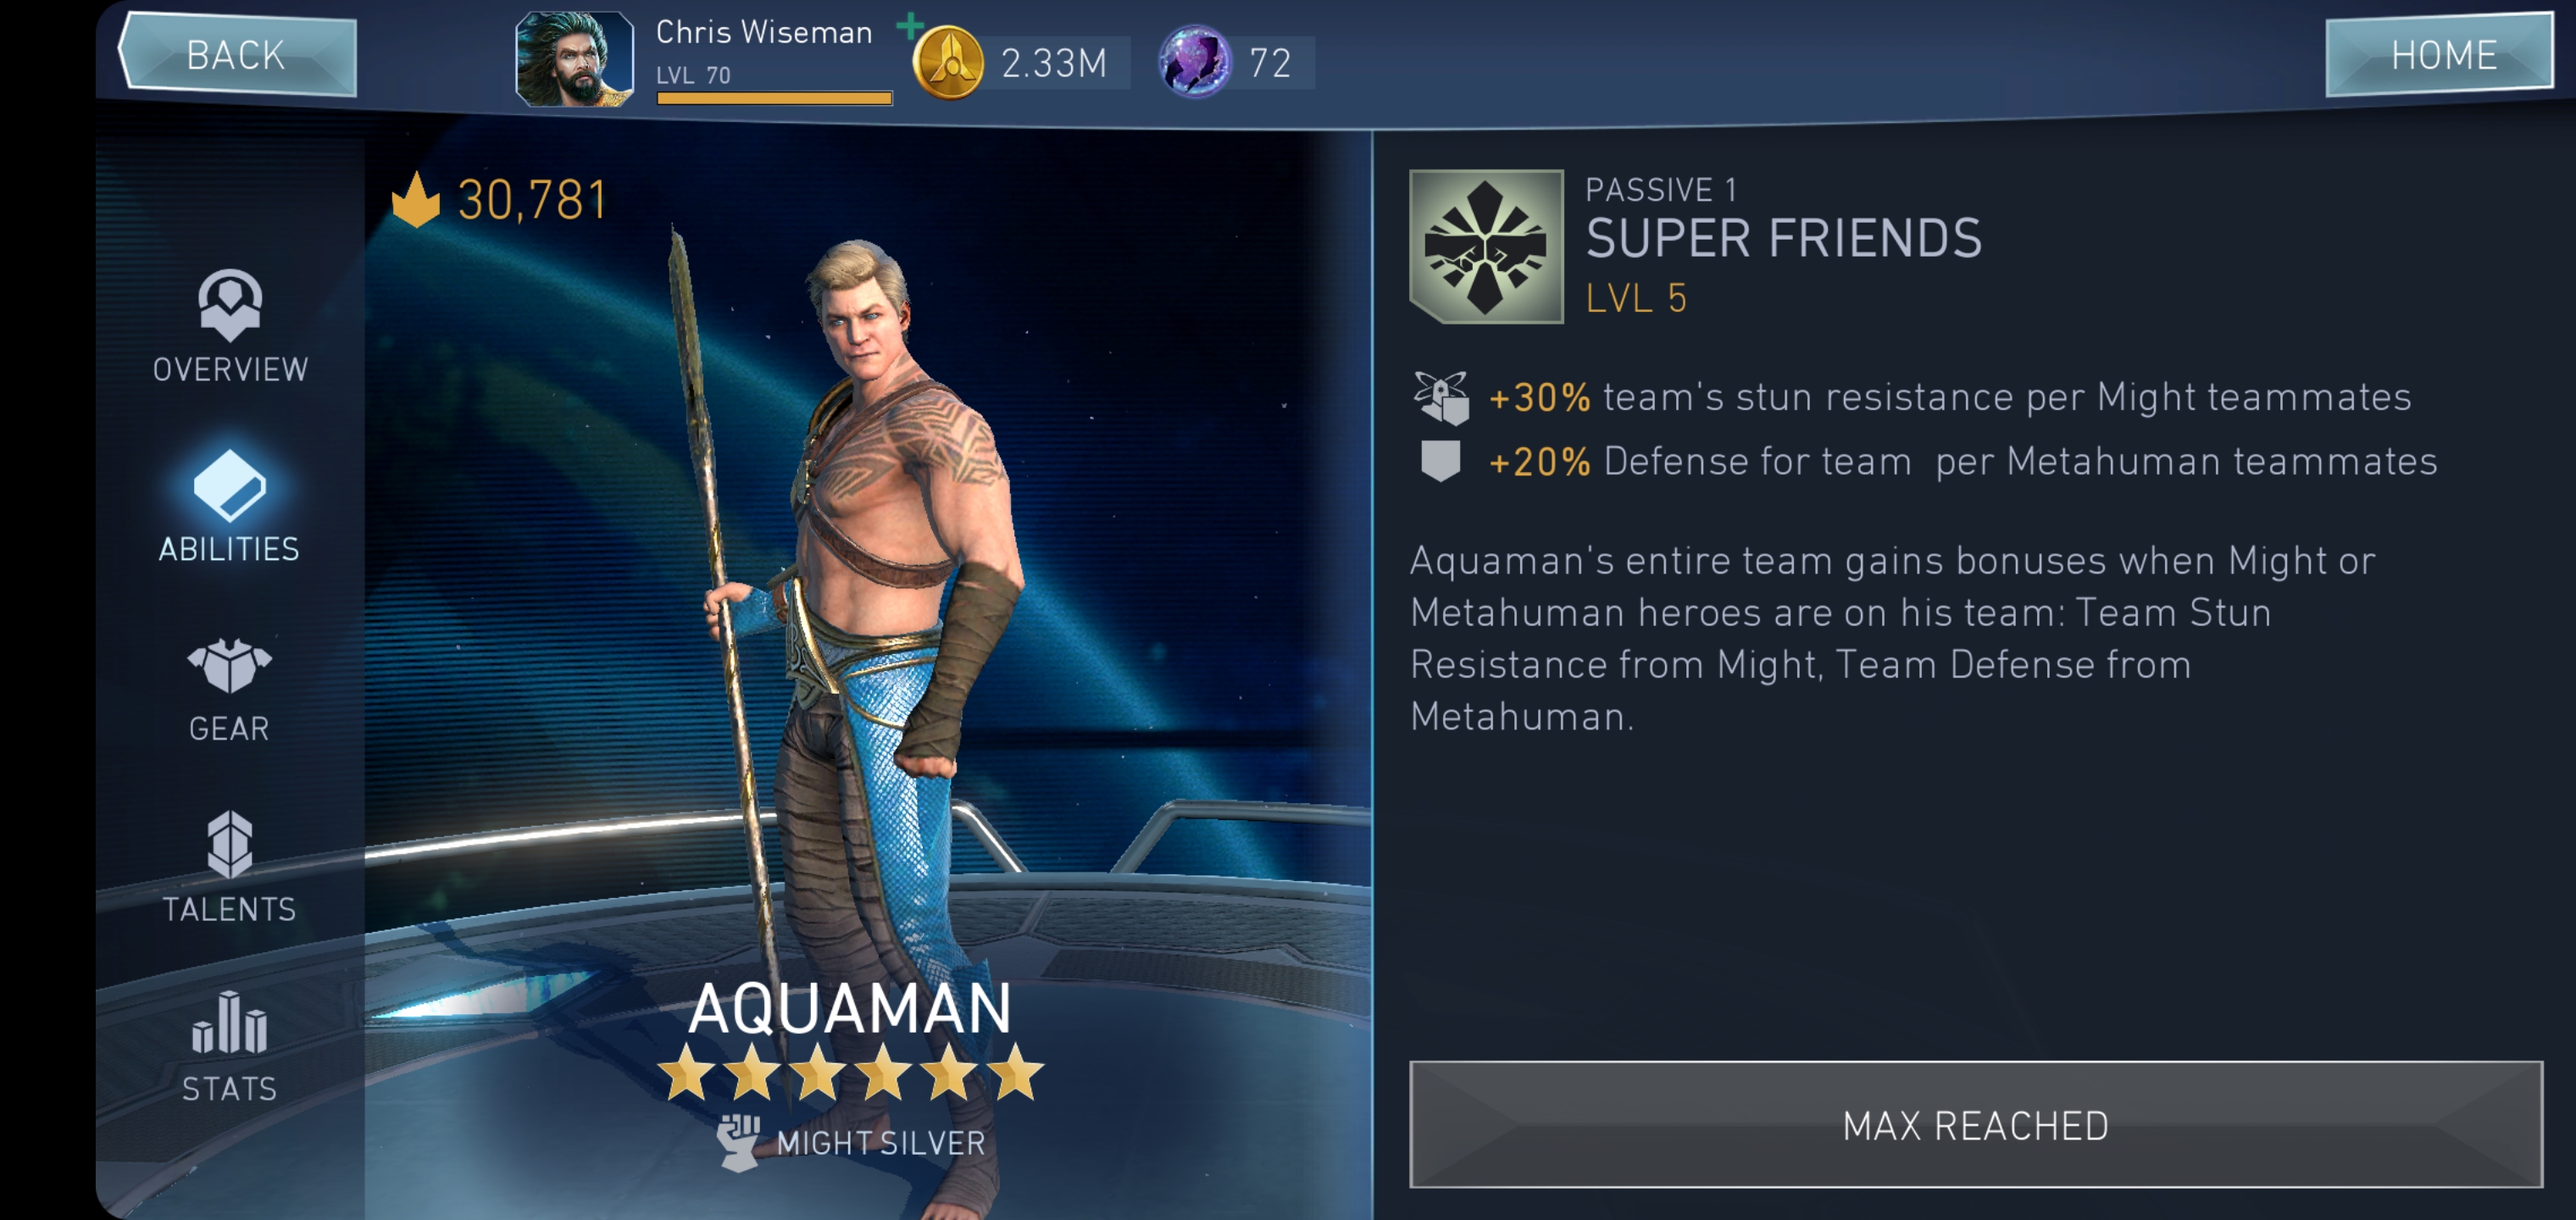 BACK
Chris Wiseman
LVL 70
2.33M
72
HOME
30,781
OVERVIEW
ABILITIES
GEAR
TALENTS
STATS
AQUAMAN
MIGHT SILVER
PASSIVE 1
SUPER FRIENDS
LVL 5
+30% team's stun resistance per Might teammates
+20% Defense for team per Metahuman teammates
Aquaman's entire team gains bonuses when Might or
Metahuman heroes are on his team: Team Stun
Resistance from Might, Team Defense from
Metahuman.
MAX REACHED